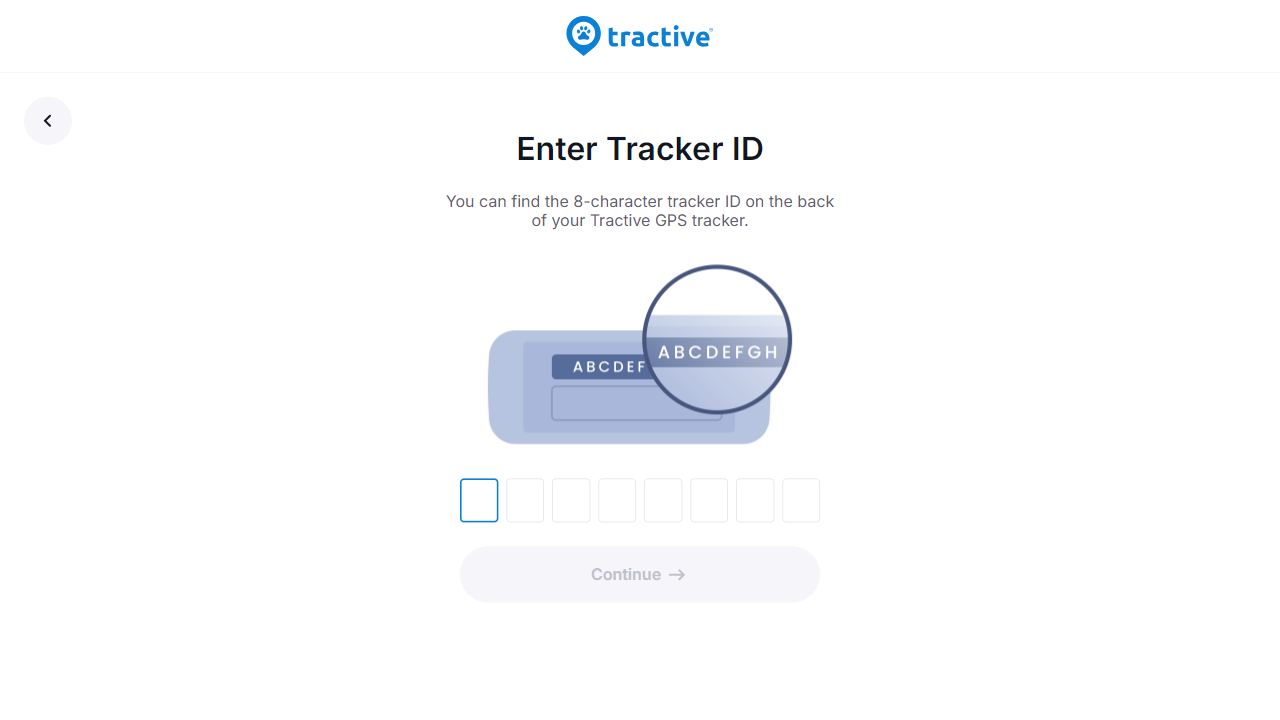 tractive
Enter Tracker ID
You can find the 8-character tracker ID on the back
of your Tractive GPS tracker.
ABCDEF
ABCDEFGH
Continue →